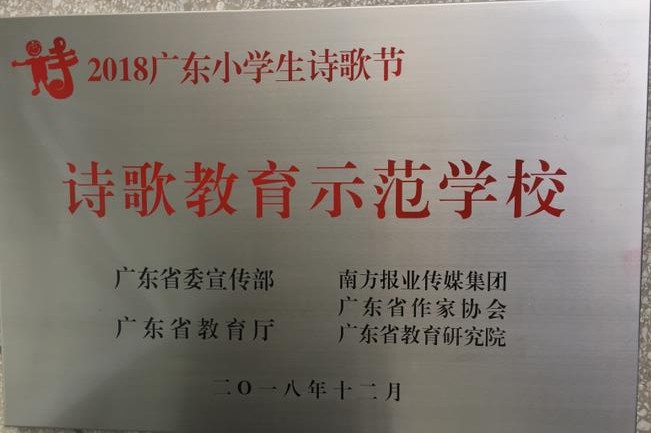 诗 2018广东小学生诗歌节
诗歌教育示范学校
广东省委宣传部
广东省教育厅
南方报业传媒集团
广东省作家协会
广东省教育研究院
二〇一八年十二月